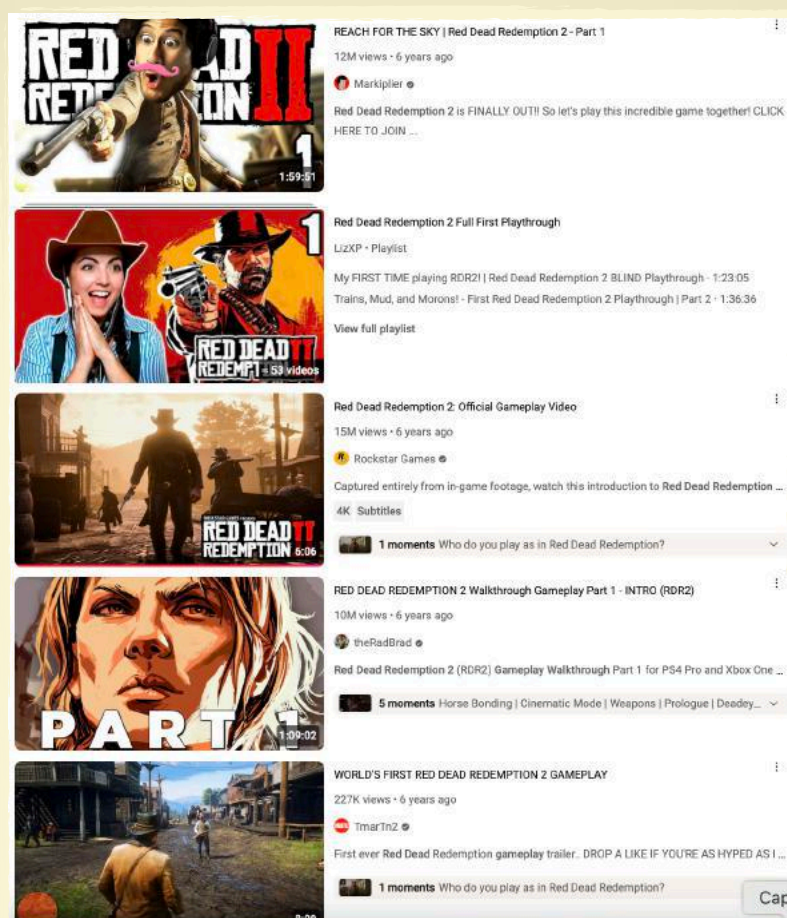 RED DEAD
REDEMPTION II
1
1:59:51
REACH FOR THE SKY | Red Dead Redemption 2 - Part 1
12M views • 6 years ago
Markiplier
Red Dead Redemption 2 is FINALLY OUT!! So let's play this incredible game together! CLICK
HERE TO JOIN ...
1
RED DEAD
REDEMPT
53 videos
Red Dead Redemption 2 Full First Playthrough
LizXP • Playlist
My FIRST TIME playing RDR2! | Red Dead Redemption 2 BLIND Playthrough · 1:23:05
Trains, Mud, and Morons! - First Red Dead Redemption 2 Playthrough | Part 2 · 1:36:36
View full playlist
RED DEAD
REDEMPTION II
6:06
Red Dead Redemption 2: Official Gameplay Video
15M views • 6 years ago
Rockstar Games
Captured entirely from in-game footage, watch this introduction to Red Dead Redemption ...
4K Subtitles
1 moments Who do you play as in Red Dead Redemption?
PART 1
1:09:02
RED DEAD REDEMPTION 2 Walkthrough Gameplay Part 1 - INTRO (RDR2)
10M views • 6 years ago
theRadBrad
Red Dead Redemption 2 (RDR2) Gameplay Walkthrough Part 1 for PS4 Pro and Xbox One ...
5 moments Horse Bonding | Cinematic Mode | Weapons | Prologue | Deadey...
WORLD'S FIRST RED DEAD REDEMPTION 2 GAMEPLAY
227K views • 6 years ago
TmarTn2
First ever Red Dead Redemption gameplay trailer.. DROP A LIKE IF YOU'RE AS HYPED AS I ...
1 moments Who do you play as in Red Dead Redemption?
Cap